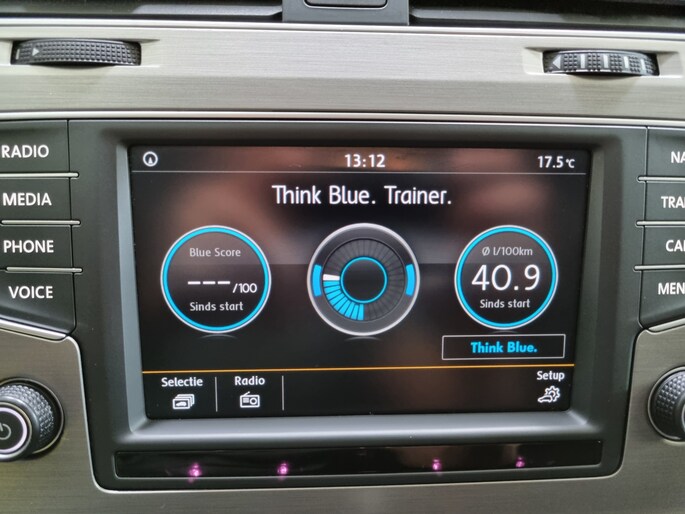 13:12
17.5 °C
Think Blue. Trainer.
RADIO
MEDIA
PHONE
VOICE
Blue Score
---/100
Sinds start
Ø l/100km
40.9
Sinds start
Think Blue.
Selectie
Radio
Setup